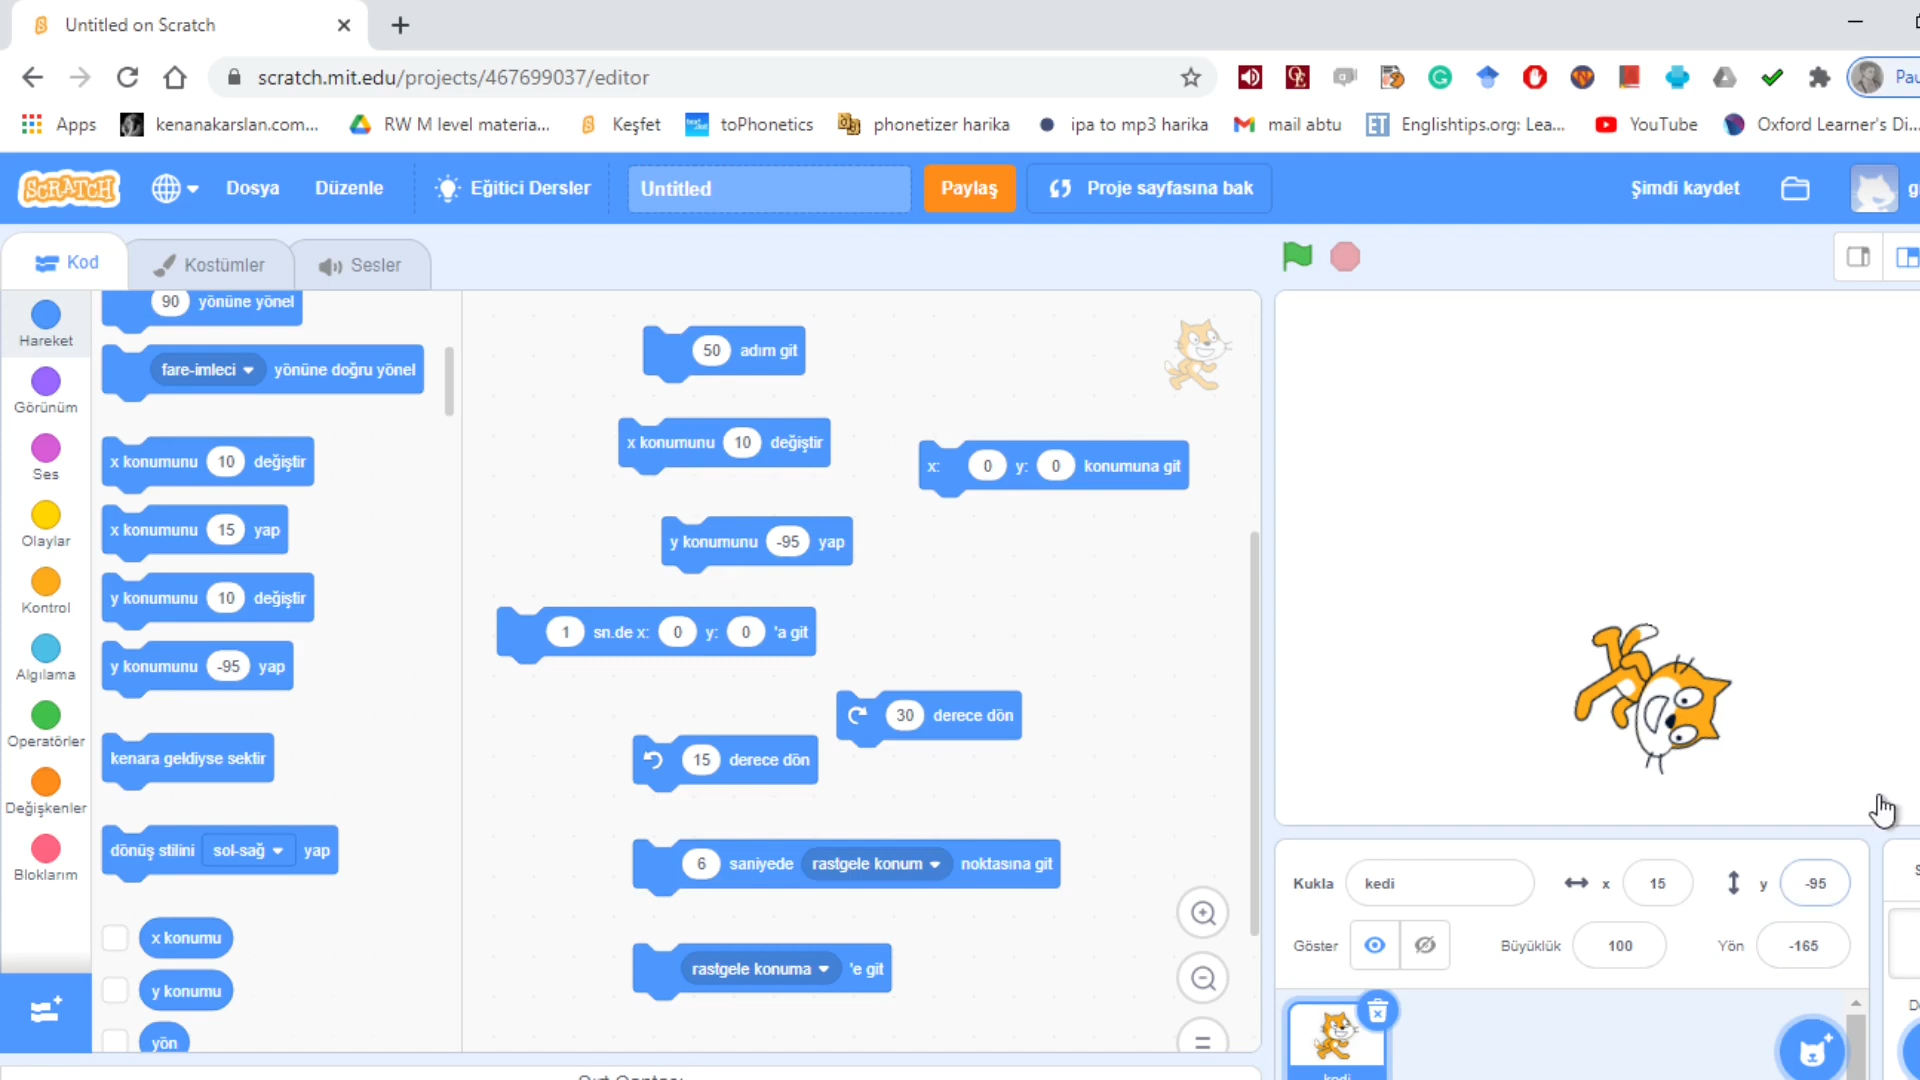 Untitled on Scratch
scratch.mit.edu/projects/467699037/editor
Pau
Apps kenanakarslan.com... RW M level materia... Keşfet toPhonetics phonetizer harika ipa to mp3 harika mail abtu ET Englishtips.org: Lea... YouTube Oxford Learner's Di...
SCRATCH Dosya Düzenle Eğitici Dersler Untitled Paylaş Proje sayfasına bak Şimdi kaydet
Kod Kostümler Sesler
Hareket
Görünüm
Ses
Olaylar
Kontrol
Algılama
Operatörler
Değişkenler
Bloklarım
90 yönüne yönel
fare-imleci yönüne doğru yönel
x konumunu 10 değiştir
x konumunu 15 yap
y konumunu 10 değiştir
y konumunu -95 yap
kenara geldiyse sektir
dönüş stilini sol-sağ yap
x konumu
y konumu
yön
50 adım git
x konumunu 10 değiştir
x: 0 y: 0 konumuna git
y konumunu -95 yap
1 sn.de x: 0 y: 0 'a git
30 derece dön
15 derece dön
6 saniyede rastgele konum noktasına git
rastgele konuma 'e git
Kukla kedi x 15 y -95
Göster Büyüklük 100 Yön -165
kedi